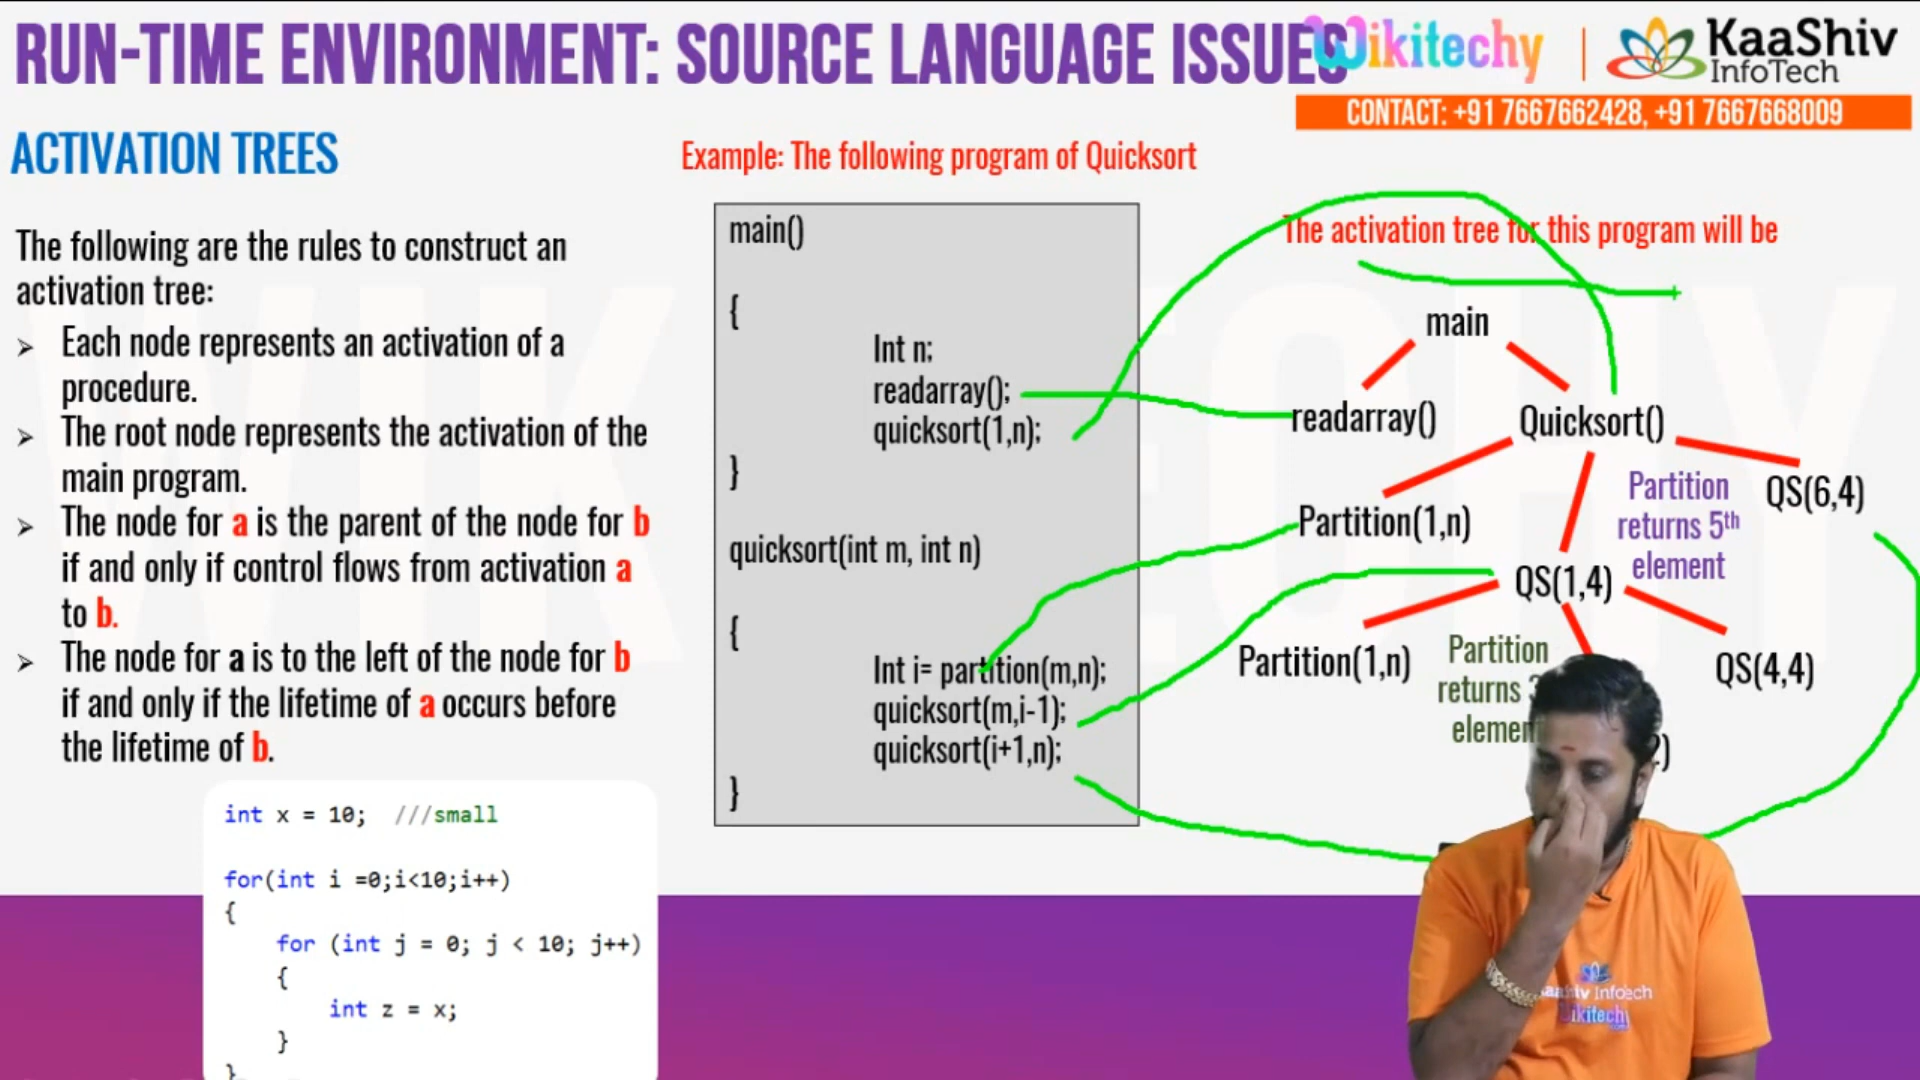 RUN-TIME ENVIRONMENT: SOURCE LANGUAGE ISSUES
Wikitechy
KaaShiv
InfoTech
CONTACT: +91 7667662428, +91 7667668009
ACTIVATION TREES
The following are the rules to construct an
activation tree:
➤ Each node represents an activation of a
procedure.
➤ The root node represents the activation of the
main program.
➤ The node for a is the parent of the node for b
if and only if control flows from activation a
to b.
➤ The node for a is to the left of the node for b
if and only if the lifetime of a occurs before
the lifetime of b.
int x = 10; ///small
for(int i =0;i<10;i++)
{
for (int j = 0; j < 10; j++)
{
int z = x;
}
}
Example: The following program of Quicksort
main()
{
Int n;
readarray();
quicksort(1,n);
}
quicksort(int m, int n)
{
Int i= partition(m,n);
quicksort(m,i-1);
quicksort(i+1,n);
}
The activation tree for this program will be
main
readarray()
Quicksort()
Partition(1,n)
Partition
returns 5th
element
QS(6,4)
QS(1,4)
Partition(1,n)
Partition
returns
QS(4,4)
Wikitechy